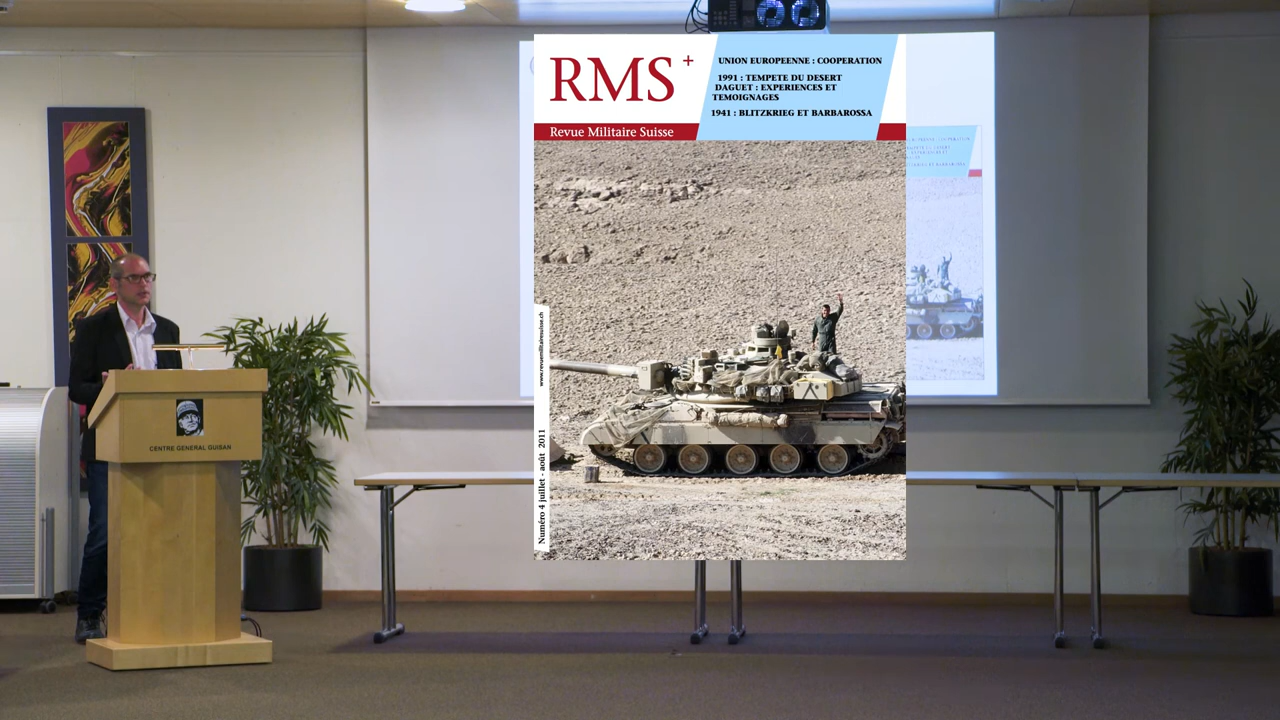 RMS+
Revue Militaire Suisse
UNION EUROPEENNE : COOPERATION
1991 : TEMPETE DU DESERT
DAGUET : EXPERIENCES ET
TEMOIGNAGES
1941 : BLITZKRIEG ET BARBAROSSA
www.revuemilitairesuisse.ch
Numéro 4 juillet - août 2011
CENTRE GENERAL GUISAN